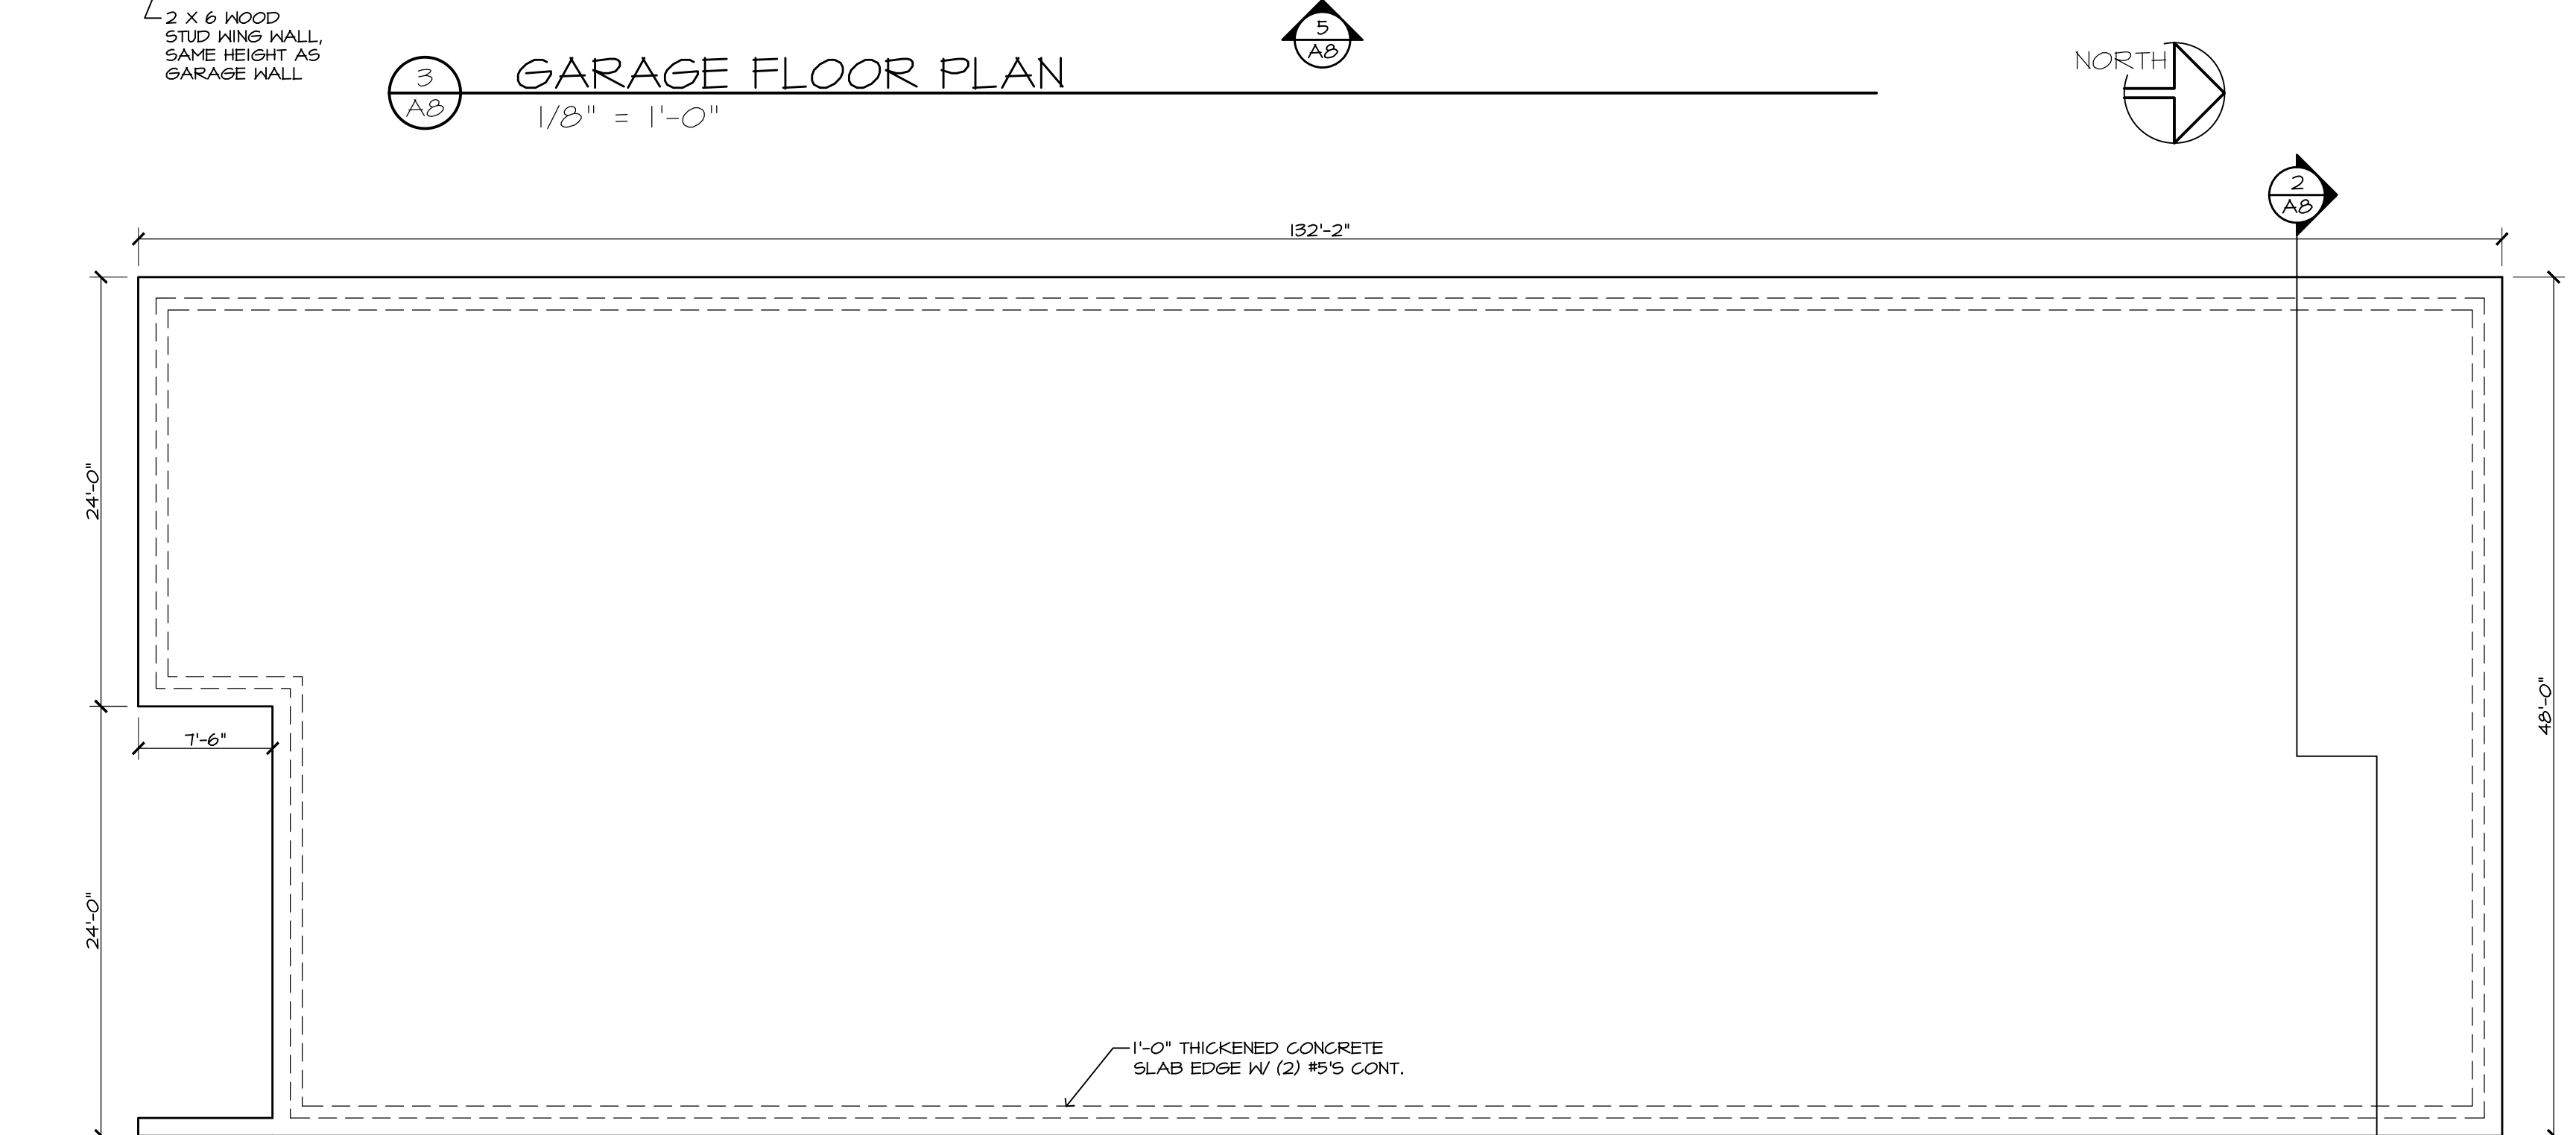 2 X 6 WOOD
STUD WING WALL,
SAME HEIGHT AS
GARAGE WALL
3
A8
GARAGE FLOOR PLAN
1/8" = 1'-0"
5
A8
NORTH
2
A8
132'-2"
24'-0"
7'-6"
48'-0"
24'-0"
1'-0" THICKENED CONCRETE
SLAB EDGE W/ (2) #5'S CONT.